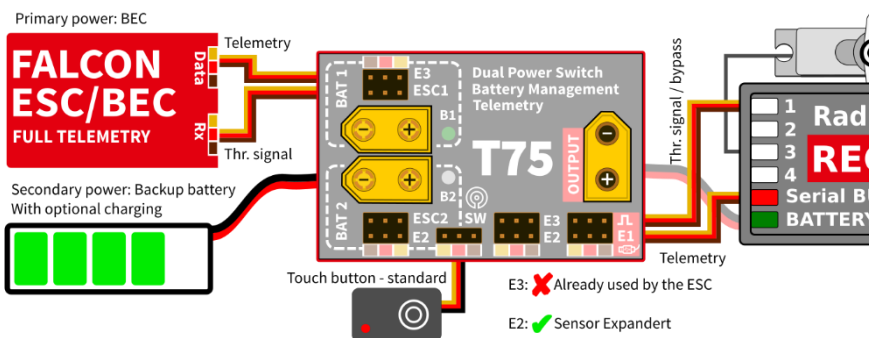 Primary power: BEC
Telemetry
FALCON
ESC/BEC
FULL TELEMETRY
Data
Rx
Thr. signal
Secondary power: Backup battery
With optional charging
BAT 1
E3
ESC1
B1
Dual Power Switch
Battery Management
Telemetry
T75
OUTPUT
BAT 2
B2
ESC2
E2
SW
E3
E2
E1
Thr. signal / bypass
1
2
3
4
Rad
REC
Serial BU
BATTERY
Telemetry
Touch button - standard
E3: Already used by the ESC
E2: Sensor Expandert